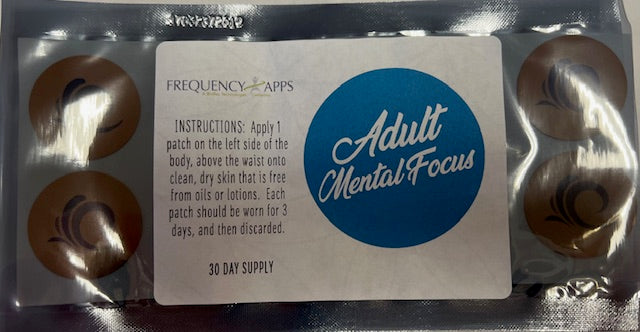 FREQUENCY APPS
INSTRUCTIONS: Apply 1
patch on the left side of the
body, above the waist onto
clean, dry skin that is free
from oils or lotions. Each
patch should be worn for 3
days, and then discarded.
30 DAY SUPPLY
Adult
Mental Focus